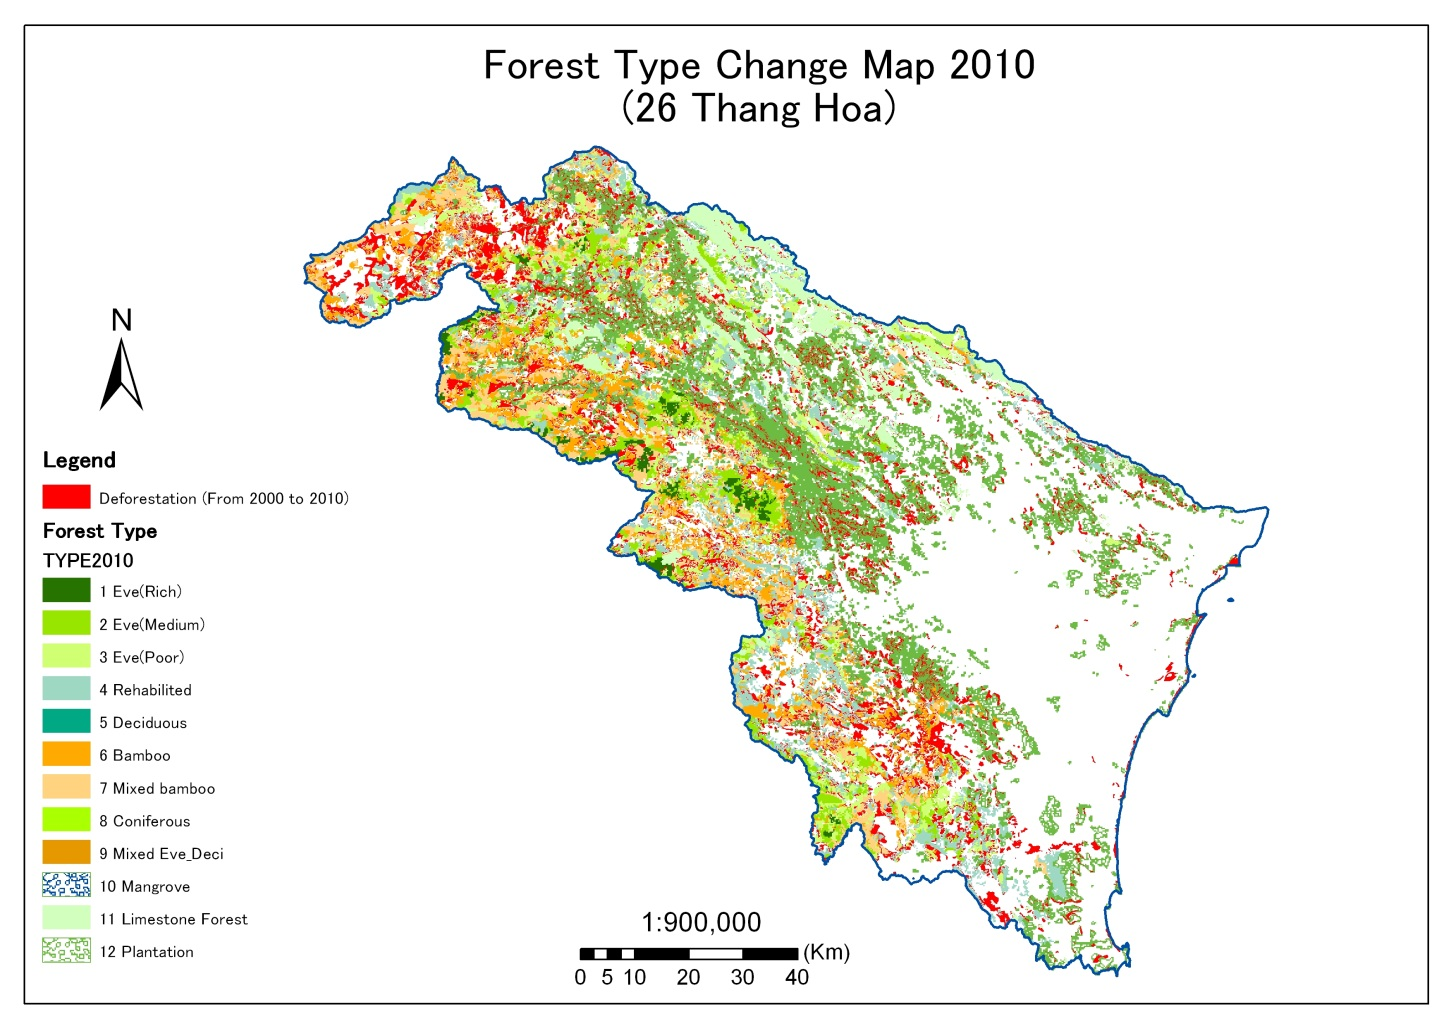 Forest Type Change Map 2010
(26 Thang Hoa)
N
Legend
Deforestation (From 2000 to 2010)
Forest Type
TYPE2010
1 Eve(Rich)
2 Eve(Medium)
3 Eve(Poor)
4 Rehabilited
5 Deciduous
6 Bamboo
7 Mixed bamboo
8 Coniferous
9 Mixed Eve_Deci
10 Mangrove
11 Limestone Forest
12 Plantation
1:900,000
(Km)
0 5 10 20 30 40